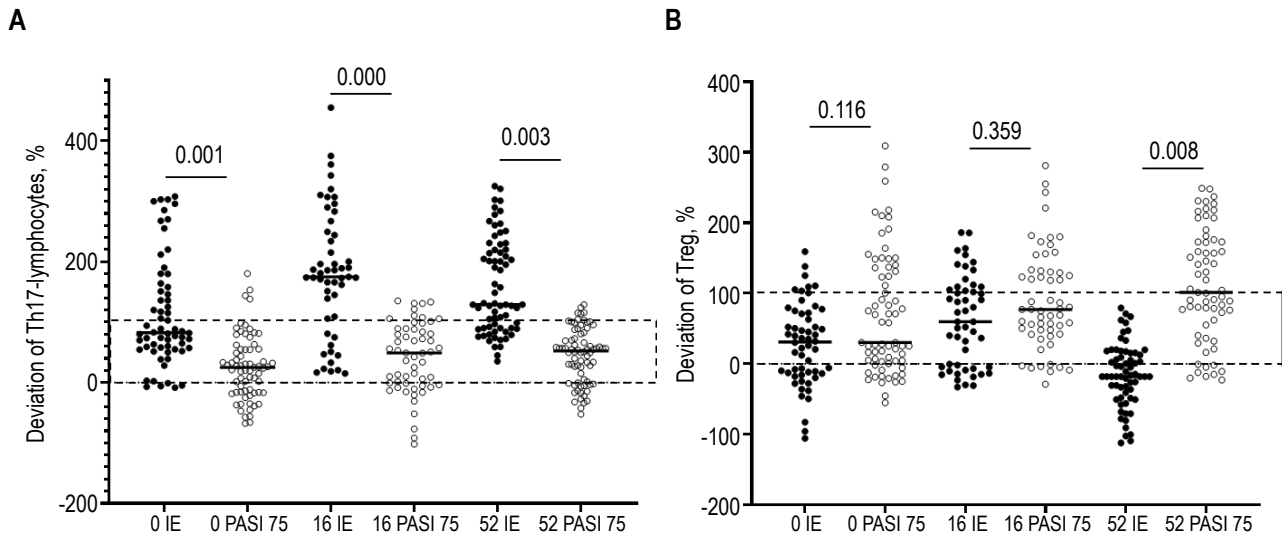 A
Deviation of Th17-lymphocytes, %
400
200
0
-200
0.001
0.000
0.003
0 IE
0 PASI 75
16 IE
16 PASI 75
52 IE
52 PASI 75
B
Deviation of Treg, %
400
300
200
100
0
-100
-200
0.116
0.359
0.008
0 IE
0 PASI 75
16 IE
16 PASI 75
52 IE
52 PASI 75